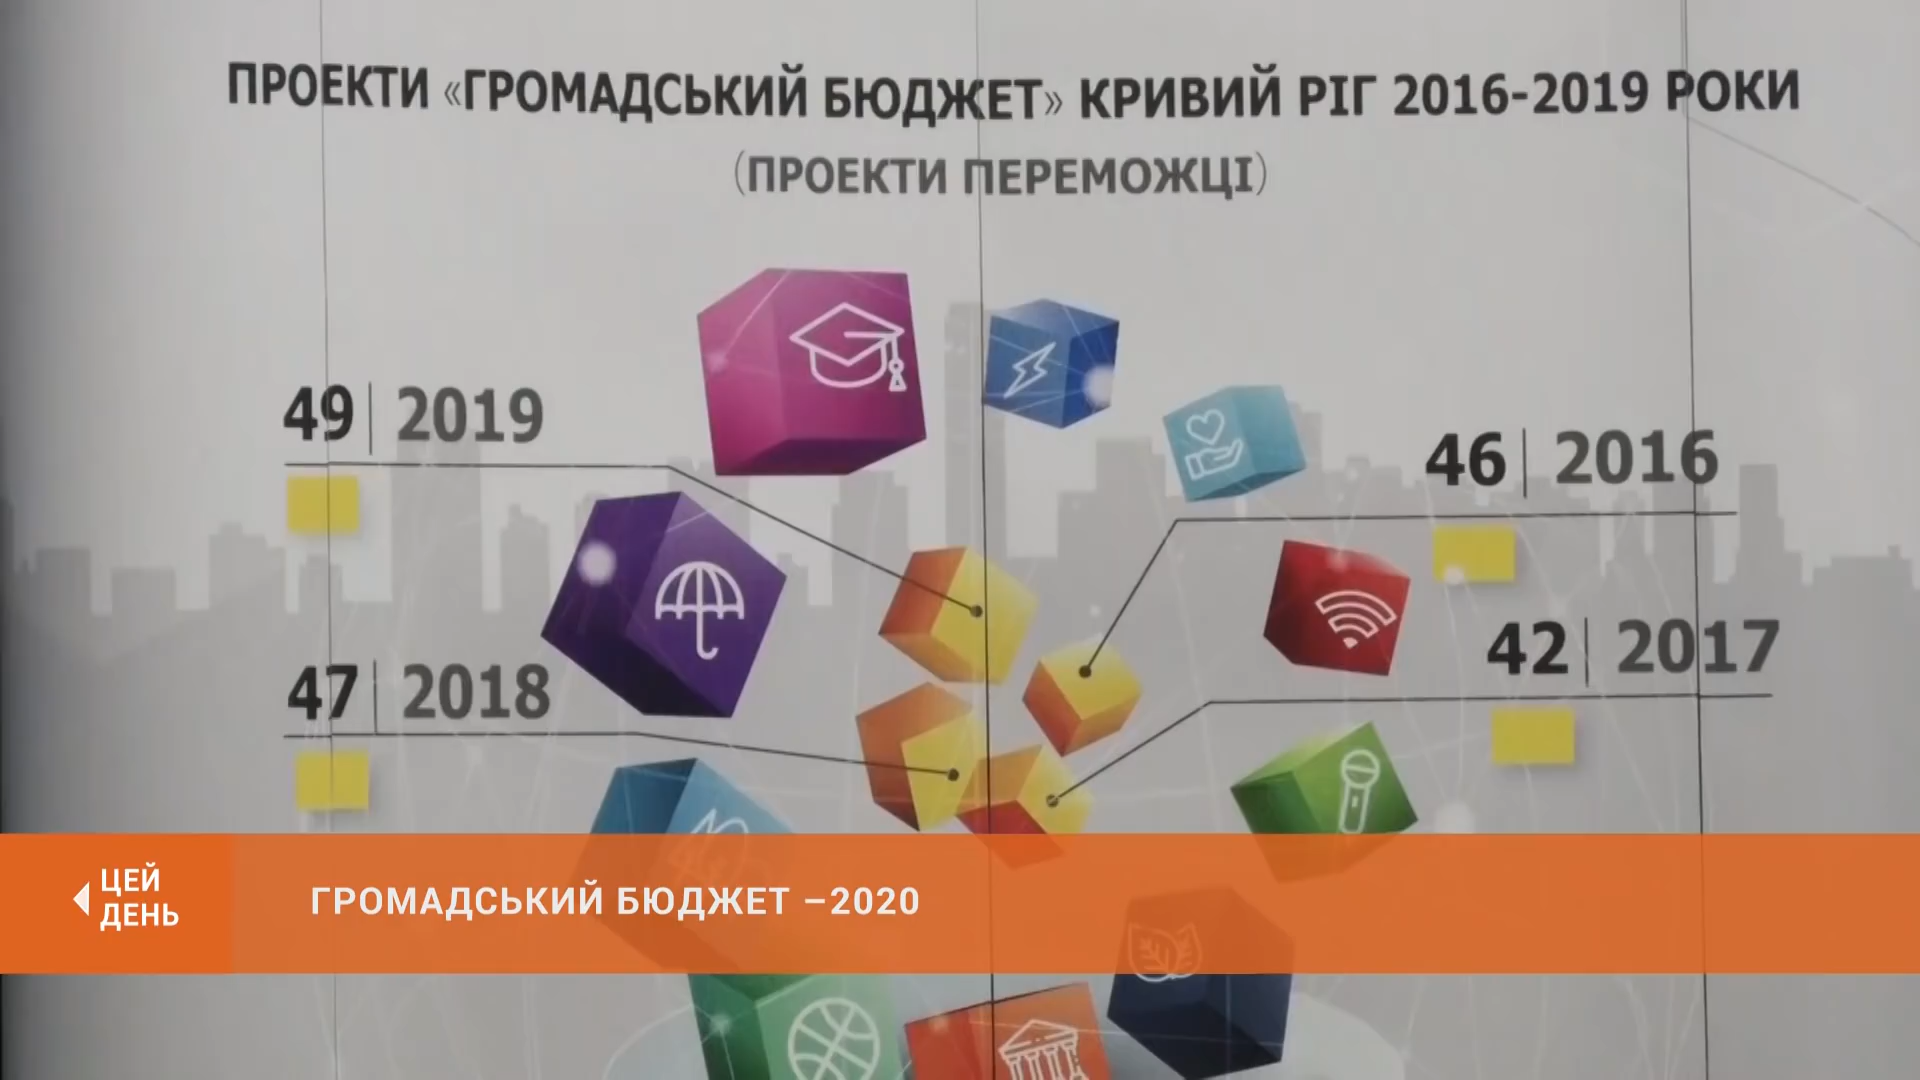 ПРОЕКТИ «ГРОМАДСЬКИЙ БЮДЖЕТ» КРИВИЙ РІГ 2016-2019 РОКИ
(ПРОЕКТИ ПЕРЕМОЖЦІ)
49 | 2019
46 | 2016
47 | 2018
42 | 2017
ЦЕЙ
ДЕНЬ
ГРОМАДСЬКИЙ БЮДЖЕТ –2020